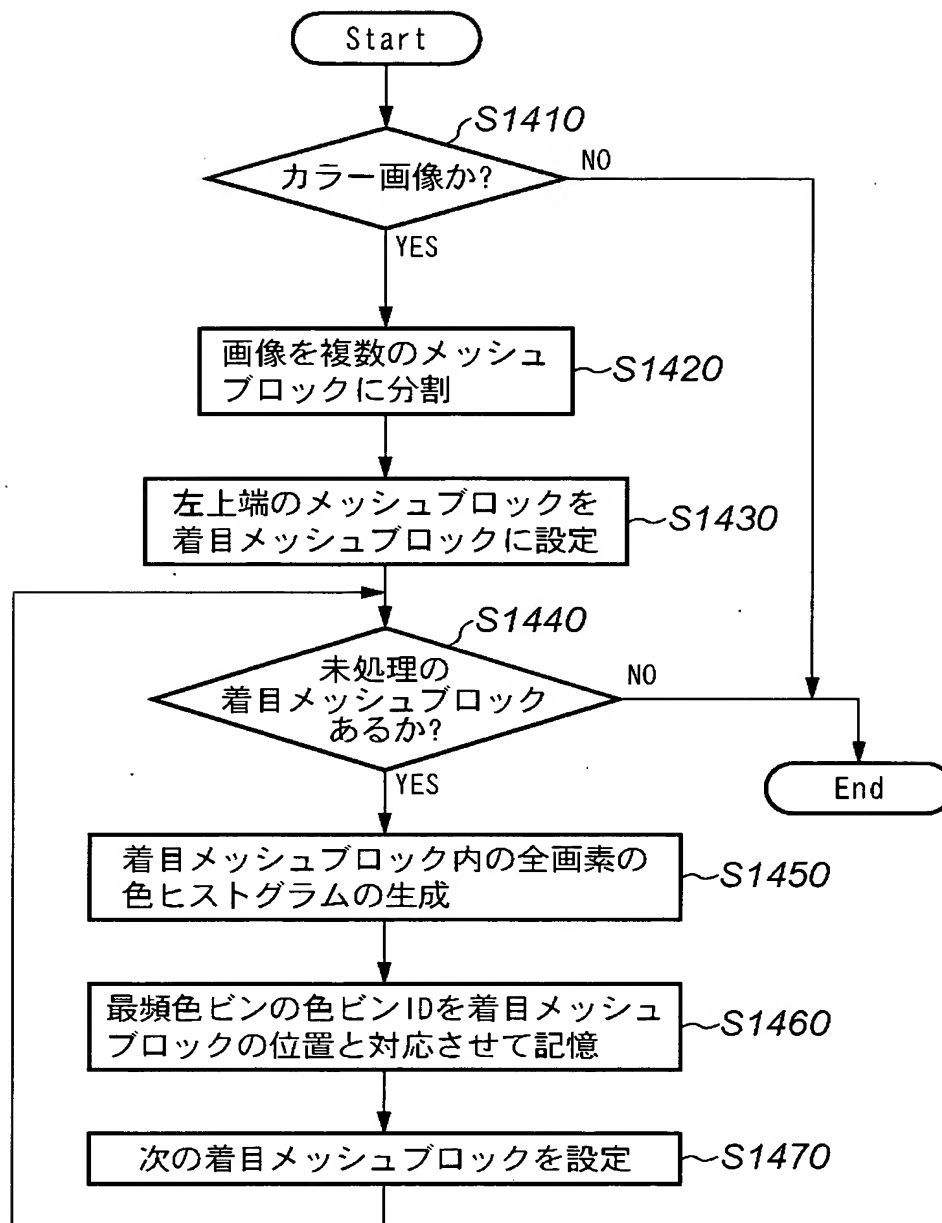 Start
S1410
カラー画像か?
NO
YES
画像を複数のメッシュ
ブロックに分割
S1420
左上端のメッシュブロックを
着目メッシュブロックに設定
S1430
S1440
未処理の
着目メッシュブロック
あるか?
NO
YES
End
着目メッシュブロック内の全画素の
色ヒストグラムの生成
S1450
最頻色ビンの色ビンIDを着目メッシュ
ブロックの位置と対応させて記憶
S1460
次の着目メッシュブロックを設定
S1470